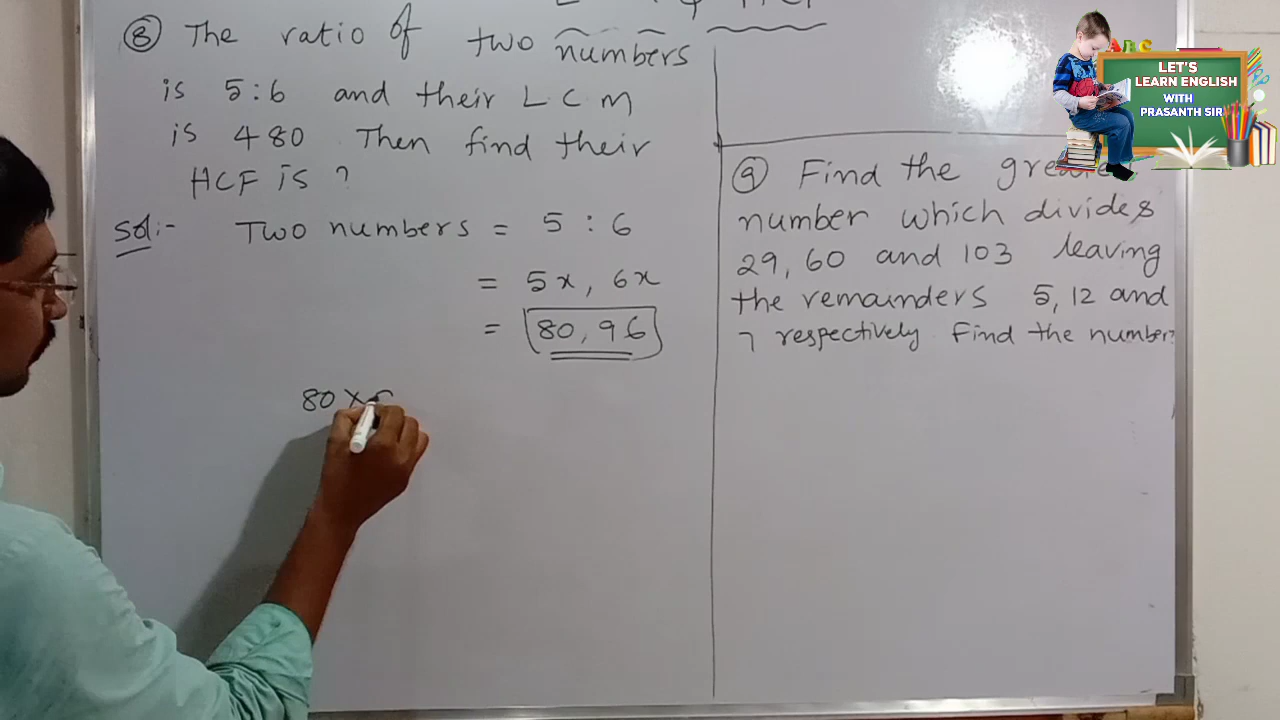 ⑧ The ratio of two numbers
is 5:6 and their L C M
is 480 Then find their
HCF is ?
Sol:- Two numbers = 5 : 6
= 5x, 6x
= 80, 96
80 x
⑨ Find the
number which divides
29, 60 and 103 leaving
the remainders 5, 12 and
7 respectively Find the number?
ABC
LET'S
LEARN ENGLISH
WITH
PRASANTH SIR